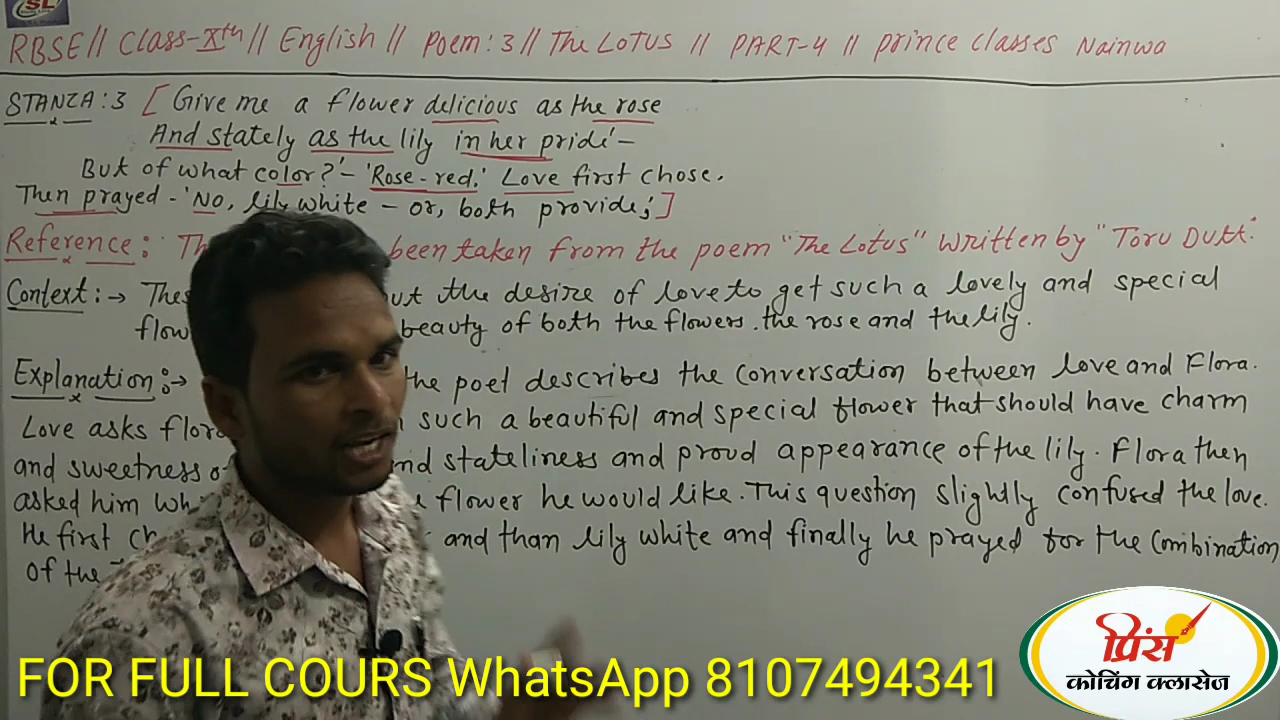 SL
RBSE // Class-Xth // English // Poem: 3 // The LOTUS // PART-4 // Prince Classes Nainwa
STANZA: 3 [ Give me a flower delicious as the rose
And stately as the lily in her pride' –
But of what color?' – 'Rose-red.' Love first chose,
Then prayed - 'No, lily white – or, both provide;' ]
Reference: Th been taken from the poem "The Lotus" written by "Toru Dutt."
Context: → Thes ut the desire of love to get such a lovely and special
flow beauty of both the flowers. the rose and the lily.
Explanation: → the poet describes the conversation between love and Flora.
Love asks flora such a beautiful and special flower that should have charm
and sweetness of nd stateliness and proud appearance of the lily. Flora then
asked him wh flower he would like. This question slightly confused the love.
He first ch and than lily white and finally he prayed for the combination
of the
प्रिंस
कोचिंग क्लासेज
FOR FULL COURS WhatsApp 8107494341